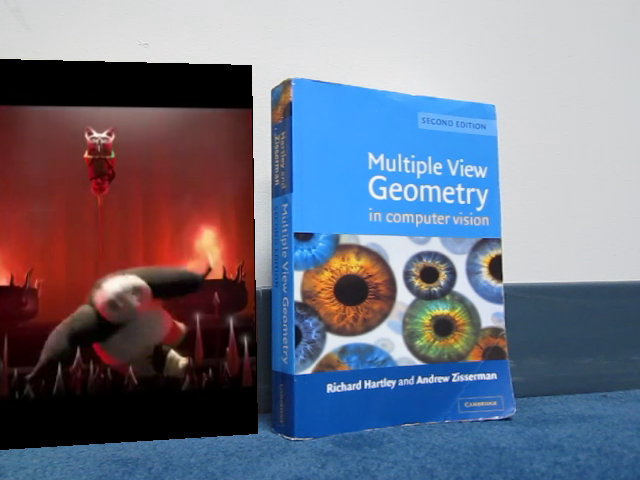 Hartley and
Zisserman
Multiple View Geometry
SECOND EDITION
Multiple View
Geometry
in computer vision
Richard Hartley and Andrew Zisserman
CAMBRIDGE